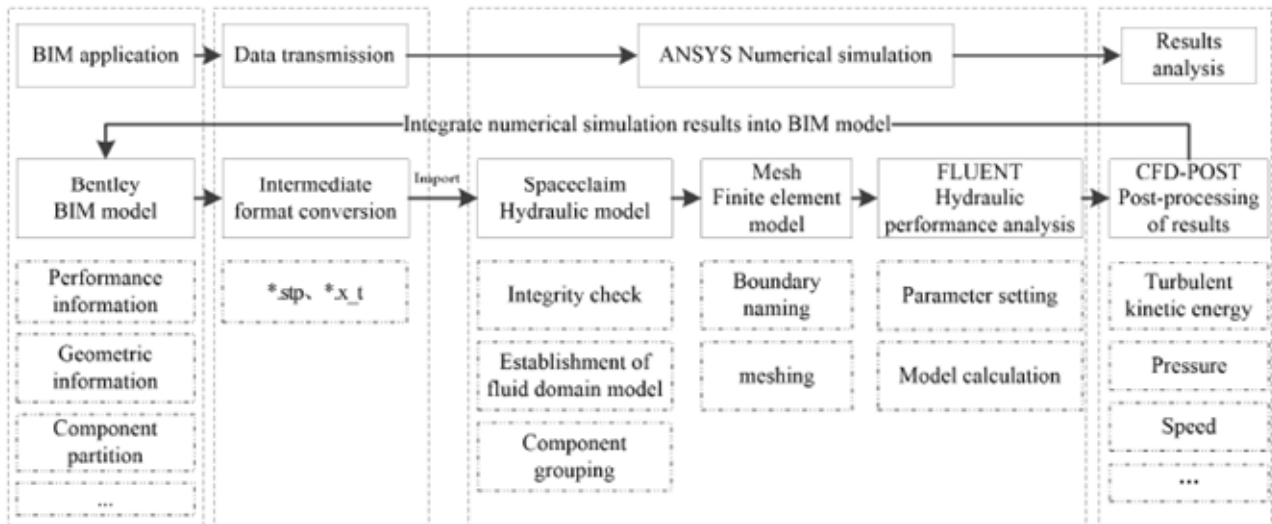 BIM application
Data transmission
ANSYS Numerical simulation
Results
analysis
Integrate numerical simulation results into BIM model
Bentley
BIM model
Intermediate
format conversion
Import
Spaceclaim
Hydraulic model
Mesh
Finite element
model
FLUENT
Hydraulic
performance analysis
CFD-POST
Post-processing
of results
Performance
information
*.stp、*.x_t
Integrity check
Boundary
naming
Parameter setting
Turbulent
kinetic energy
Geometric
information
Establishment of
fluid domain model
meshing
Model calculation
Pressure
Component
partition
Component
grouping
Speed
...
...